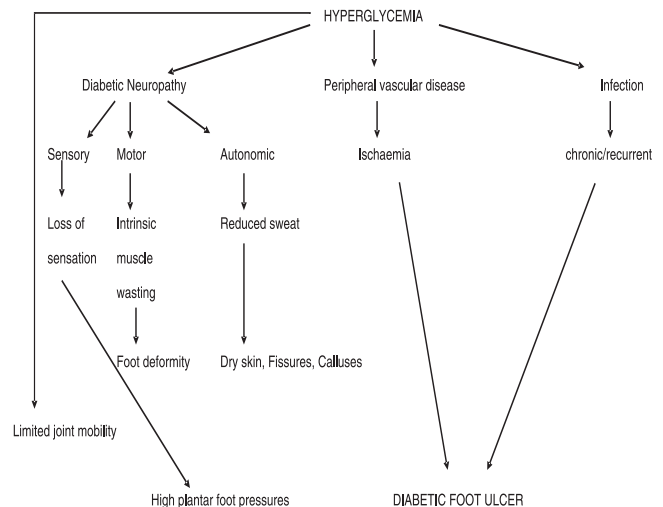 HYPERGLYCEMIA
Diabetic Neuropathy
Peripheral vascular disease
Infection
Sensory
Motor
Autonomic
Ischaemia
chronic/recurrent
Loss of
sensation
Intrinsic
muscle
wasting
Reduced sweat
Foot deformity
Dry skin, Fissures, Calluses
Limited joint mobility
High plantar foot pressures
DIABETIC FOOT ULCER